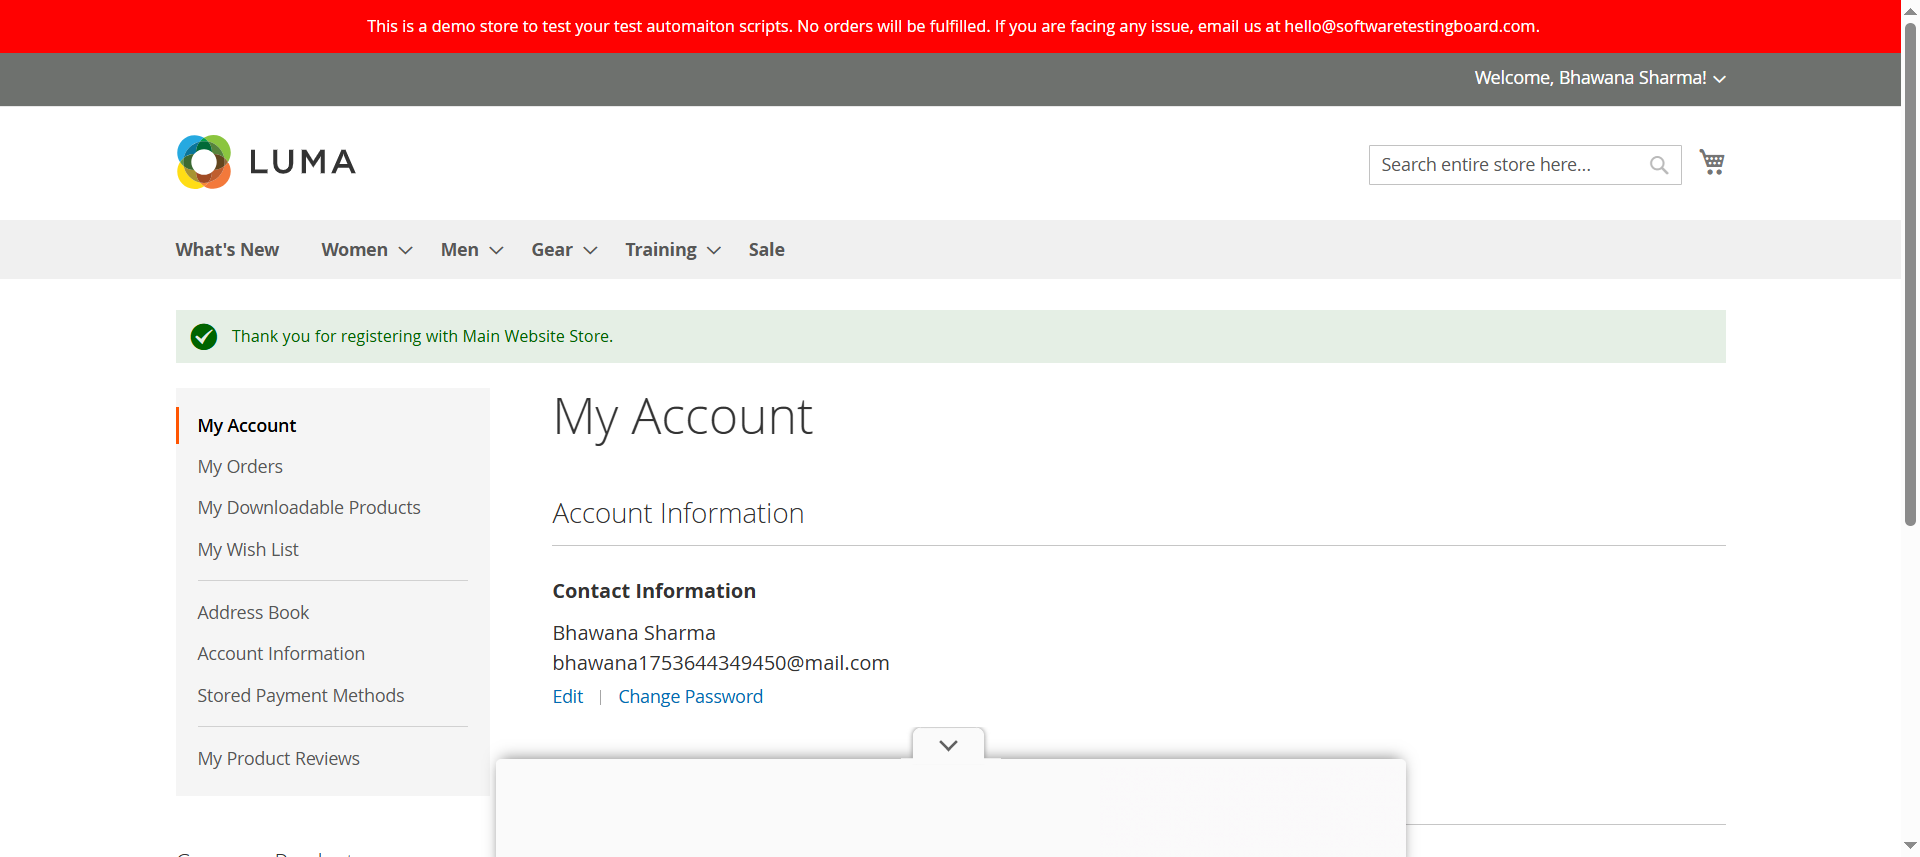 This is a demo store to test your test automaiton scripts. No orders will be fulfilled. If you are facing any issue, email us at hello@softwaretestingboard.com.
Welcome, Bhawana Sharma!
LUMA
Search entire store here...
What's New Women Men Gear Training Sale
Thank you for registering with Main Website Store.
My Account
My Orders
My Downloadable Products
My Wish List
Address Book
Account Information
Stored Payment Methods
My Product Reviews
My Account
Account Information
Contact Information
Bhawana Sharma
bhawana1753644349450@mail.com
Edit | Change Password